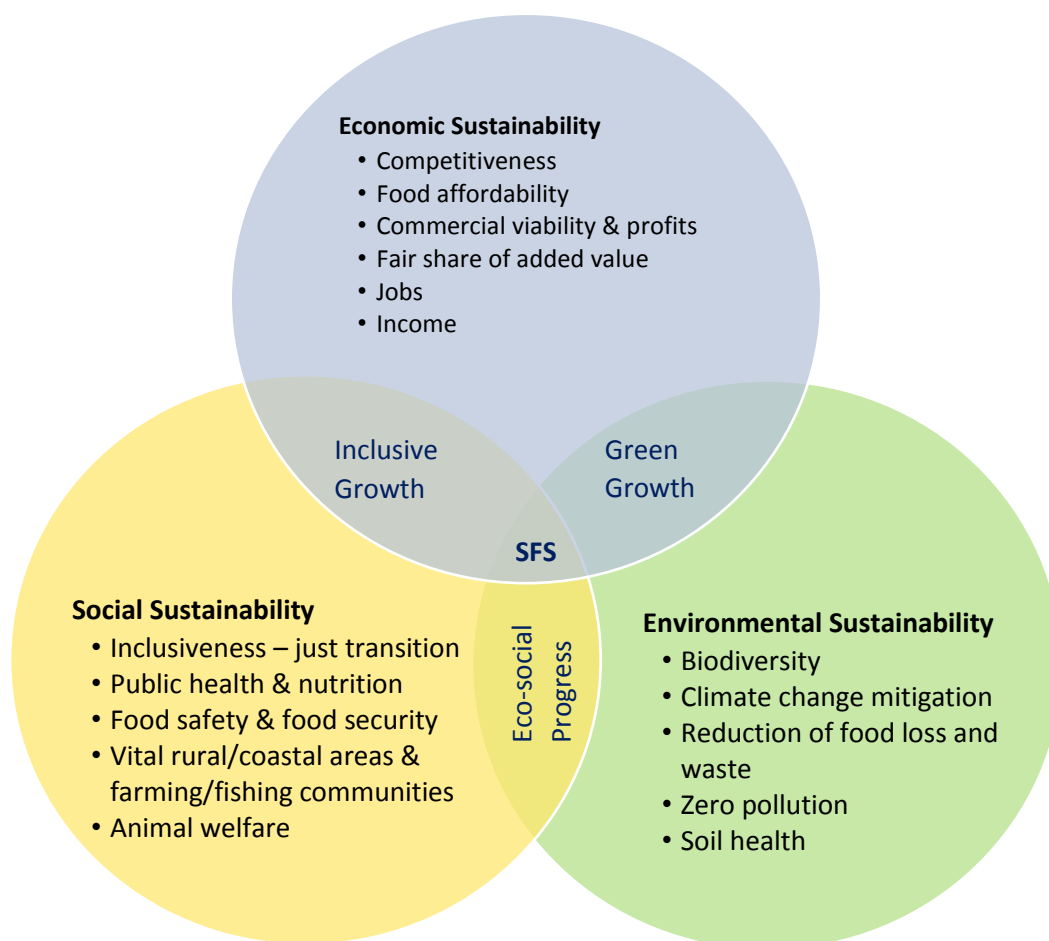 Economic Sustainability
• Competitiveness
• Food affordability
• Commercial viability & profits
• Fair share of added value
• Jobs
• Income
Inclusive
Growth
Green
Growth
SFS
Social Sustainability
• Inclusiveness – just transition
• Public health & nutrition
• Food safety & food security
• Vital rural/coastal areas &
farming/fishing communities
• Animal welfare
Eco-social
Progress
Environmental Sustainability
• Biodiversity
• Climate change mitigation
• Reduction of food loss and
waste
• Zero pollution
• Soil health